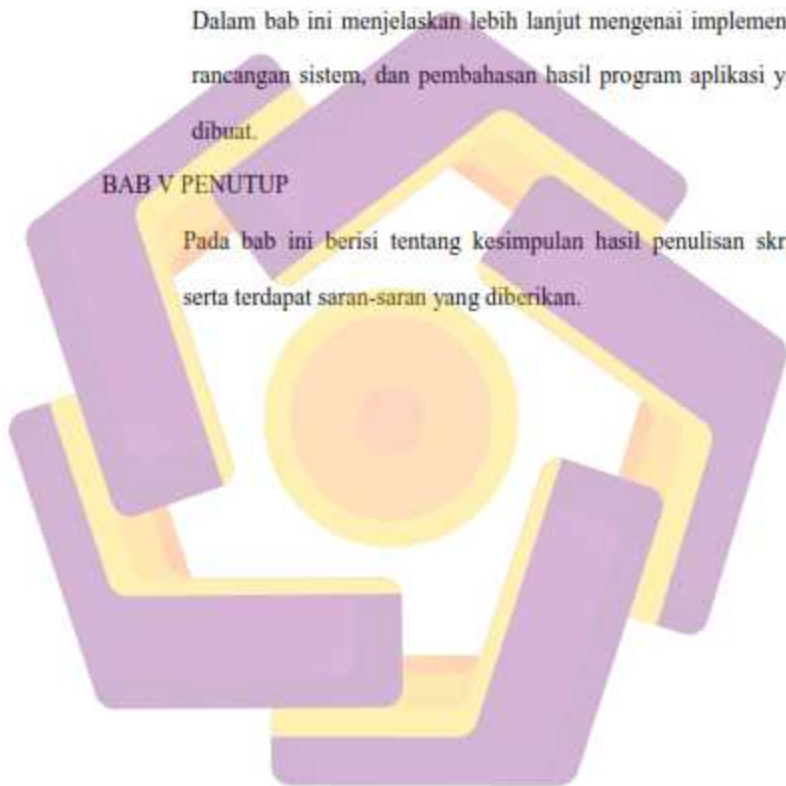 Dalam bab ini menjelaskan lebih lanjut mengenai implemen
rancangan sistem, dan pembahasan hasil program aplikasi y
dibuat.
BAB V PENUTUP
Pada bab ini berisi tentang kesimpulan hasil penulisan skr
serta terdapat saran-saran yang diberikan.